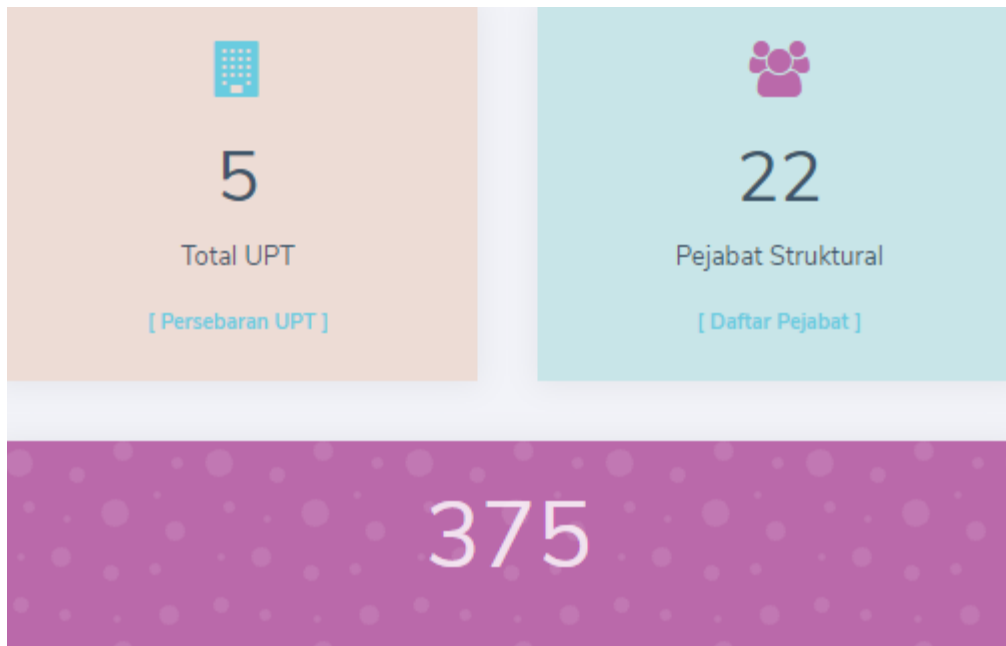 5
Total UPT
[ Persebaran UPT ]
22
Pejabat Struktural
[ Daftar Pejabat ]
375